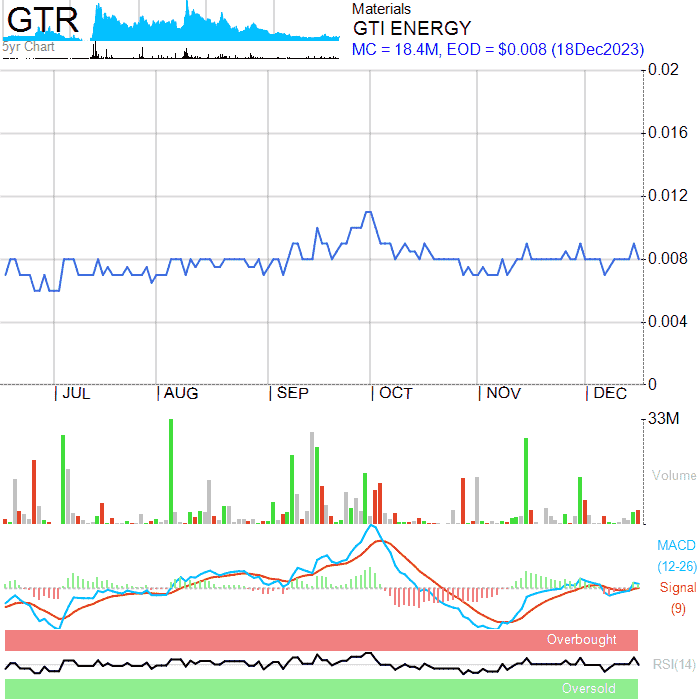 GTR
5yr Chart
Materials
GTI ENERGY
MC = 18.4M, EOD = $0.008 (18Dec2023)
0.02
0.016
0.012
0.008
0.004
0
JUL AUG SEP OCT NOV DEC
33M
Volume
MACD
(12-26)
Signal
(9)
Overbought
RSI(14)
Oversold